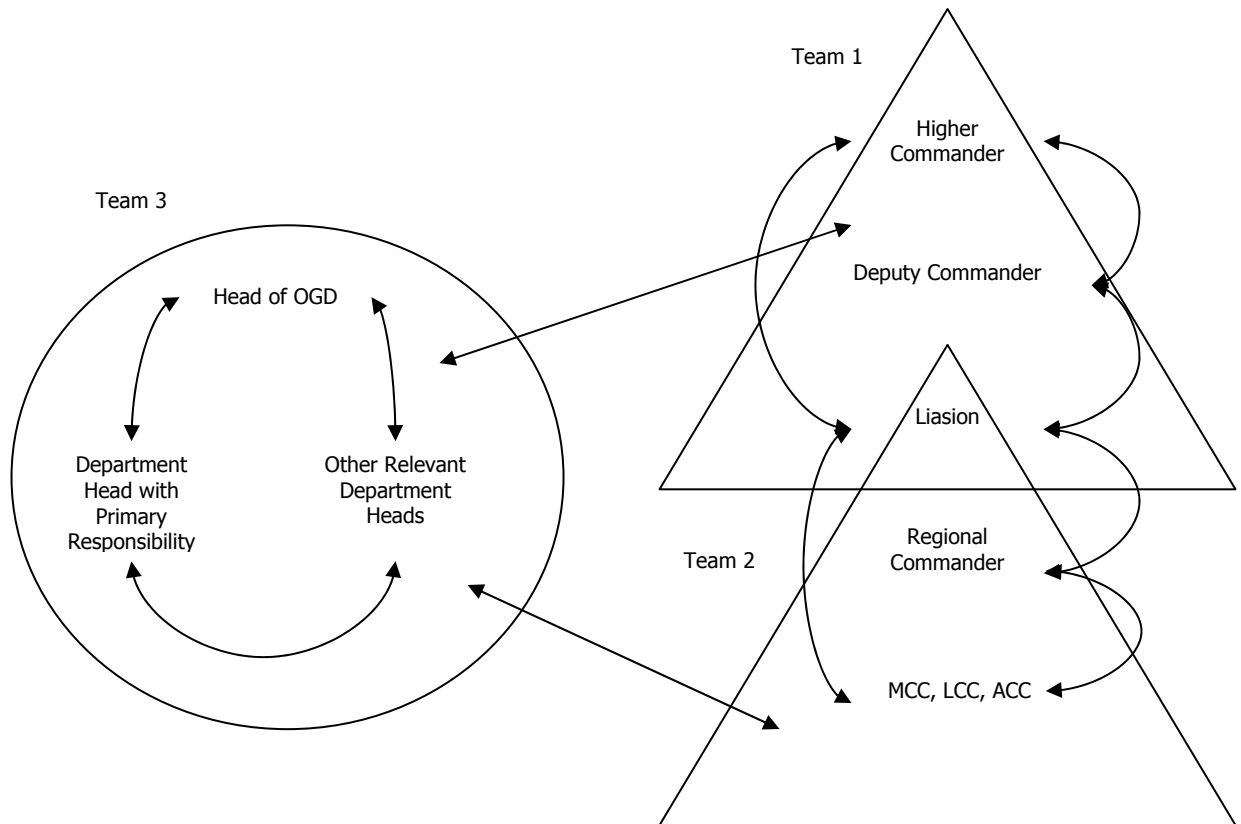 Team 1
Higher
Commander
Team 3
Deputy Commander
Head of OGD
Liasion
Department
Head with
Primary
Responsibility
Other Relevant
Department
Heads
Team 2
Regional
Commander
MCC, LCC, ACC